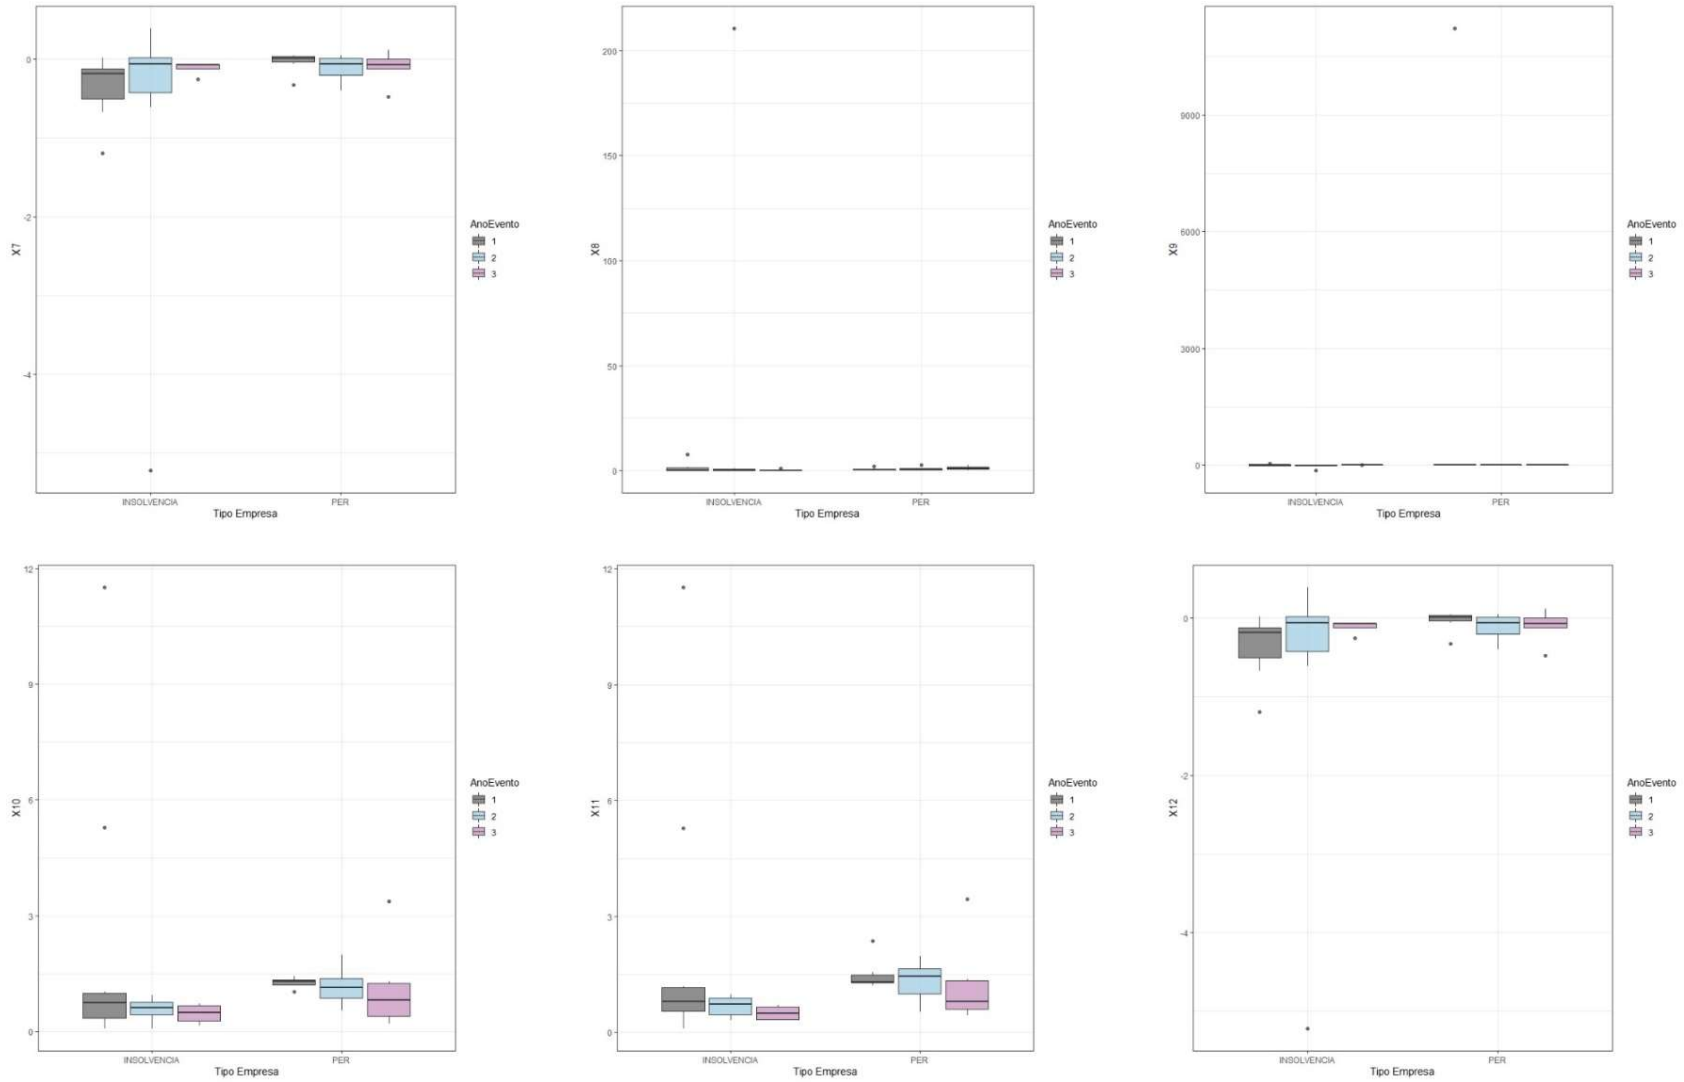 0
-2
-4
X7
INSOLVENCIA
PER
Tipo Empresa
AnoEvento
1
2
3
200
150
100
50
0
X8
INSOLVENCIA
PER
Tipo Empresa
AnoEvento
1
2
3
9000
6000
3000
0
X9
INSOLVENCIA
PER
Tipo Empresa
AnoEvento
1
2
3
12
9
6
3
0
X10
INSOLVENCIA
PER
Tipo Empresa
AnoEvento
1
2
3
12
9
6
3
0
X11
INSOLVENCIA
PER
Tipo Empresa
AnoEvento
1
2
3
0
-2
-4
X12
INSOLVENCIA
PER
Tipo Empresa
AnoEvento
1
2
3